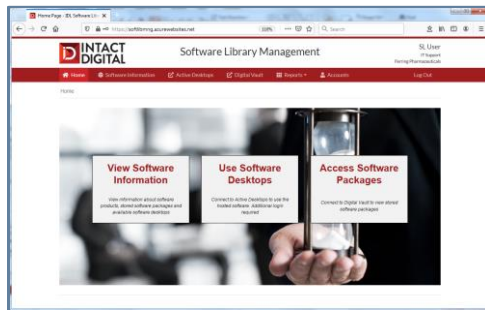 Home Page - IDL Software Libr
https://softlibmng.azurewebsites.net
Search
INTACT
DIGITAL
Software Library Management
SL User
IT Support
Home Software Information Active Desktops Digital Vault Reports Accounts Log Out
Home
View Software
Information
View information about software
products, stored software packages and
available software desktops
Use Software
Desktops
Connect to Active Desktops to use the
hosted software. Additional login
required
Access Software
Packages
Connect to Digital Vault to view stored
software packages